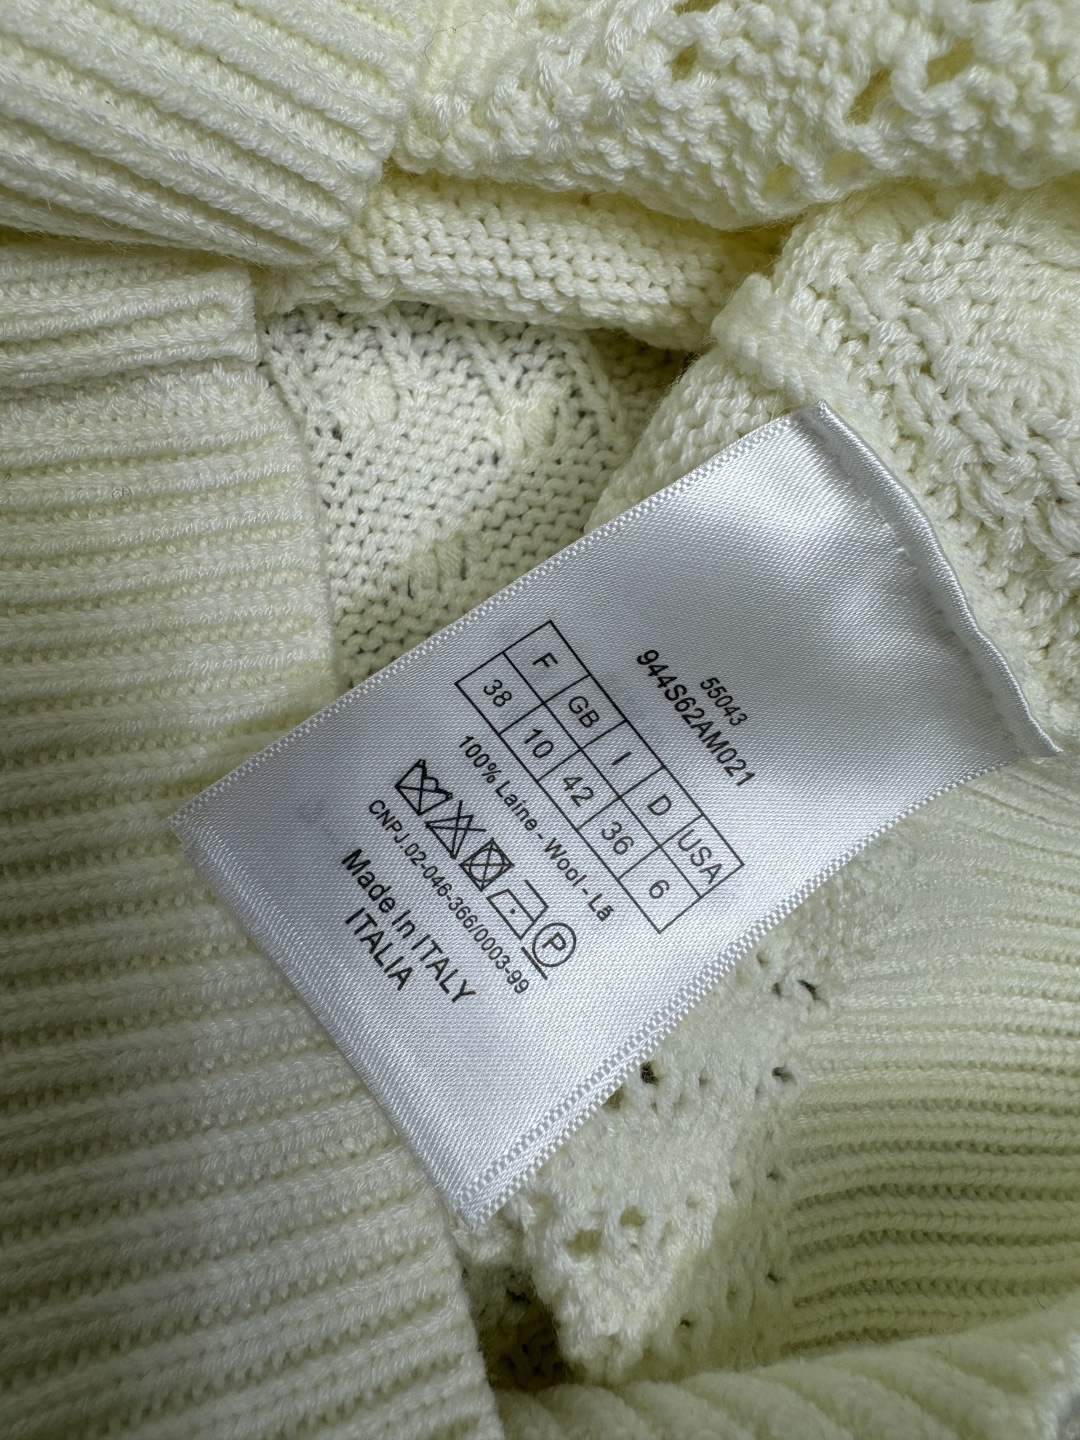 55043
944S62AM021
F GB I D USA
38 10 42 36 6
100% Laine - Wool - Lã
P
CNPJ.02-046-366/0003-99
Made In ITALY
ITALIA